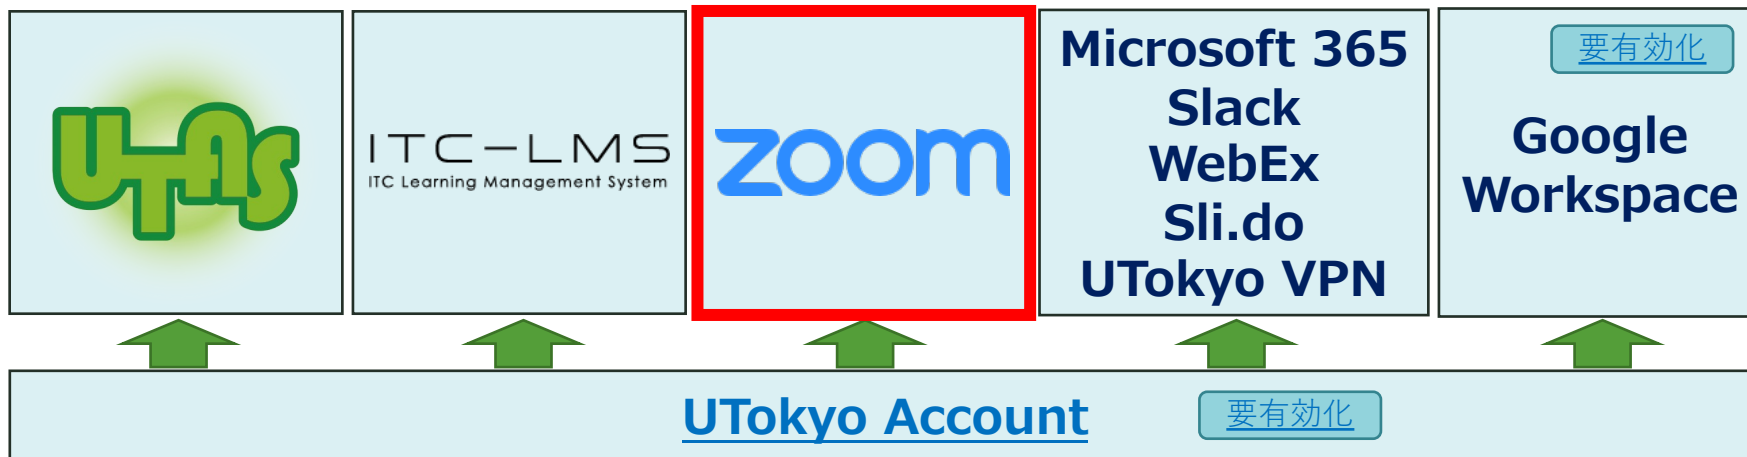 UTAS
ITC-LMS
ITC Learning Management System
zoom
Microsoft 365
Slack
WebEx
Sli.do
UTokyo VPN
要有効化
Google
Workspace
UTokyo Account
要有効化